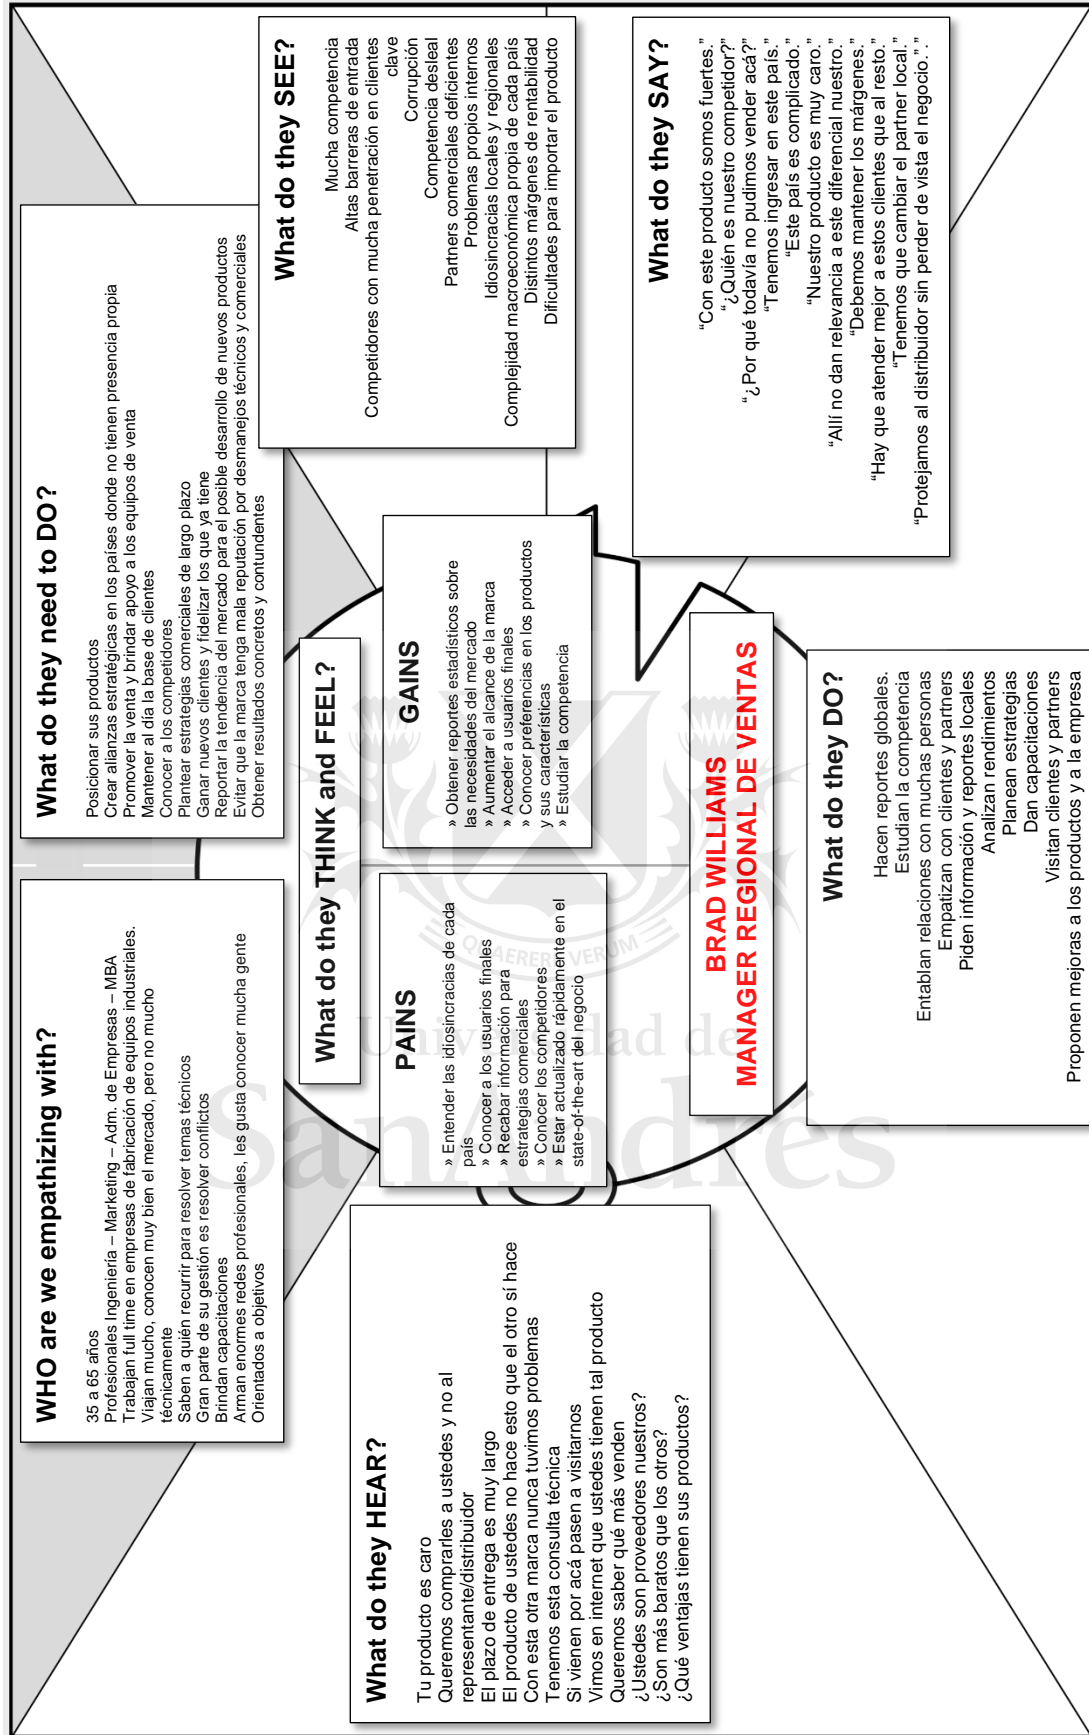 WHO are we empathizing with?
35 a 65 años
Profesionales Ingeniería – Marketing – Adm. de Empresas – MBA
Trabajan full time en empresas de fabricación de equipos industriales.
Viajan mucho, conocen muy bien el mercado, pero no mucho
técnicamente
Saben a quién recurrir para resolver temas técnicos
Gran parte de su gestión es resolver conflictos
Brindan capacitaciones
Arman enormes redes profesionales, les gusta conocer mucha gente
Orientados a objetivos
What do they need to DO?
Posicionar sus productos
Crear alianzas estratégicas en los países donde no tienen presencia propia
Promover la venta y brindar apoyo a los equipos de venta
Mantener al día la base de clientes
Conocer a los competidores
Plantear estrategias comerciales de largo plazo
Ganar nuevos clientes y fidelizar los que ya tiene
Reportar la tendencia del mercado para el posible desarrollo de nuevos productos
Evitar que la marca tenga mala reputación por desmanejos técnicos y comerciales
Obtener resultados concretos y contundentes
What do they SEE?
Mucha competencia
Altas barreras de entrada
Competidores con mucha penetración en clientes
clave
Corrupción
Competencia desleal
Partners comerciales deficientes
Problemas propios internos
Idiosincracias locales y regionales
Complejidad macroeconómica propia de cada país
Distintos márgenes de rentabilidad
Dificultades para importar el producto
What do they SAY?
“Con este producto somos fuertes.”
“¿Quién es nuestro competidor?”
“¿Por qué todavía no pudimos vender acá?”
“Tenemos ingresar en este país.”
“Este país es complicado.”
“Nuestro producto es muy caro.”
“Allí no dan relevancia a este diferencial nuestro.”
“Debemos mantener los márgenes.”
“Hay que atender mejor a estos clientes que al resto.”
“Tenemos que cambiar el partner local.”
“Protejamos al distribuidor sin perder de vista el negocio.”.”
What do they DO?
Hacen rieportes globales.
Estudian la competencia
Entablan relaciones con muchas personas
Empatizan con clientes y partners
Piden información y reportes locales
Analizan rendimientos
Planean estrategias
Dan capacitaciones
Visitan clientes y partners
Proponen mejoras a los productos y a la empresa
What do they HEAR?
Tu producto es caro
Queremos comprarles a ustedes y no al
representante/distribuidor
El plazo de entrega es muy largo
El producto de ustedes no hace esto que el otro sí hace
Con esta otra marca nunca tuvimos problemas
Tenemos esta consulta técnica
Si vienen por acá pasen a visitarnos
Vimos en internet que ustedes tienen tal producto
Queremos saber qué más venden
¿Ustedes son proveedores nuestros?
¿Son más baratos que los otros?
¿Qué ventajas tienen sus productos?
What do they THINK and FEEL?
PAINS
» Entender las idiosincracias de cada
país
» Conocer a los usuarios finales
» Recabar información para
estrategias comerciales
» Conocer los competidores
» Estar actualizado rápidamente en el
state-of-the-art del negocio
GAINS
» Obtener reportes estadísticos sobre
las necesidades del mercado
» Aumentar el alcance de la marca
» Acceder a usuarios finales
» Conocer preferencias en los productos
y sus características
» Estudiar la competencia
BRAD WILLIAMS
MANAGER REGIONAL DE VENTAS
QUAERERE VERUM
Universidad de
SanAndrés